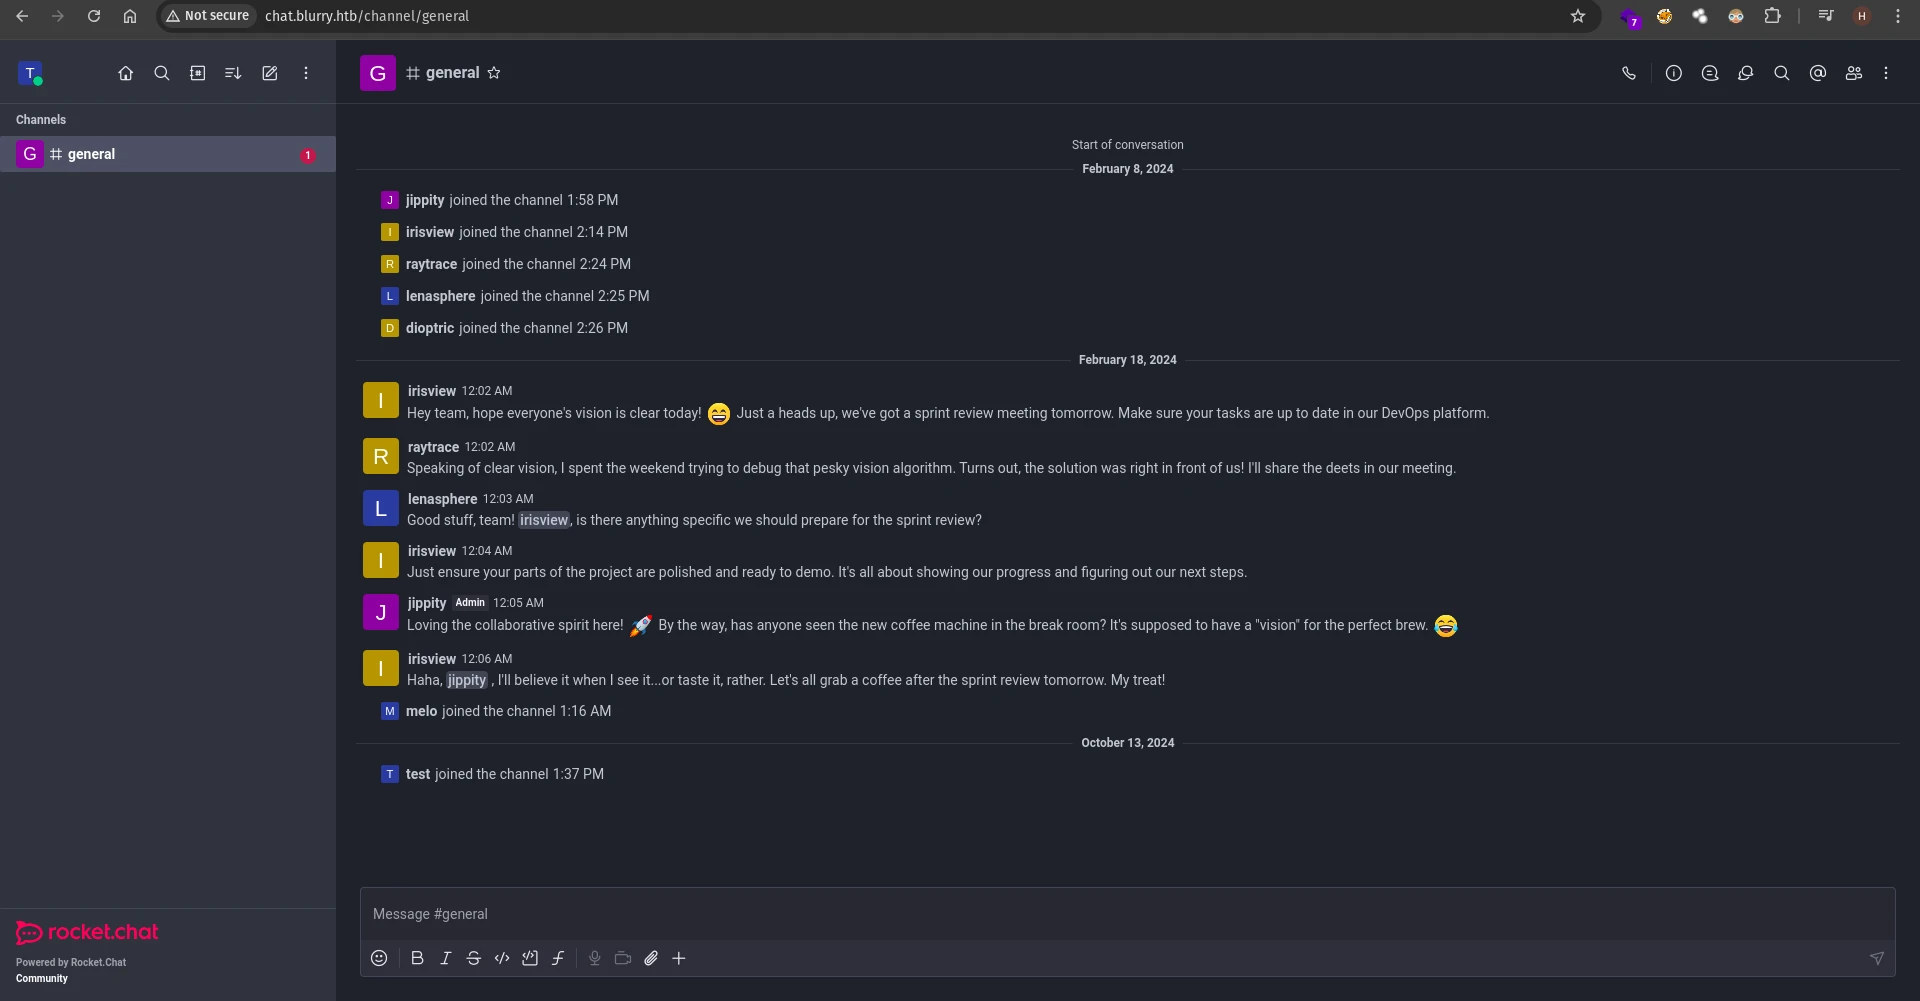 Not secure chat.blurry.htb/channel/general
7
H
T
G general
Channels
G general 1
Start of conversation
February 8, 2024
J jippity joined the channel 1:58 PM
I irisview joined the channel 2:14 PM
R raytrace joined the channel 2:24 PM
L lenasphere joined the channel 2:25 PM
D dioptric joined the channel 2:26 PM
February 18, 2024
I irisview 12:02 AM
Hey team, hope everyone's vision is clear today! 😄 Just a heads up, we've got a sprint review meeting tomorrow. Make sure your tasks are up to date in our DevOps platform.
R raytrace 12:02 AM
Speaking of clear vision, I spent the weekend trying to debug that pesky vision algorithm. Turns out, the solution was right in front of us! I'll share the deets in our meeting.
L lenasphere 12:03 AM
Good stuff, team! irisview, is there anything specific we should prepare for the sprint review?
I irisview 12:04 AM
Just ensure your parts of the project are polished and ready to demo. It's all about showing our progress and figuring out our next steps.
J jippity Admin 12:05 AM
Loving the collaborative spirit here! 🚀 By the way, has anyone seen the new coffee machine in the break room? It's supposed to have a "vision" for the perfect brew. 😂
I irisview 12:06 AM
Haha, jippity , I'll believe it when I see it...or taste it, rather. Let's all grab a coffee after the sprint review tomorrow. My treat!
M melo joined the channel 1:16 AM
October 13, 2024
T test joined the channel 1:37 PM
Message #general
B I S
rocket.chat
Powered by Rocket.Chat
Community